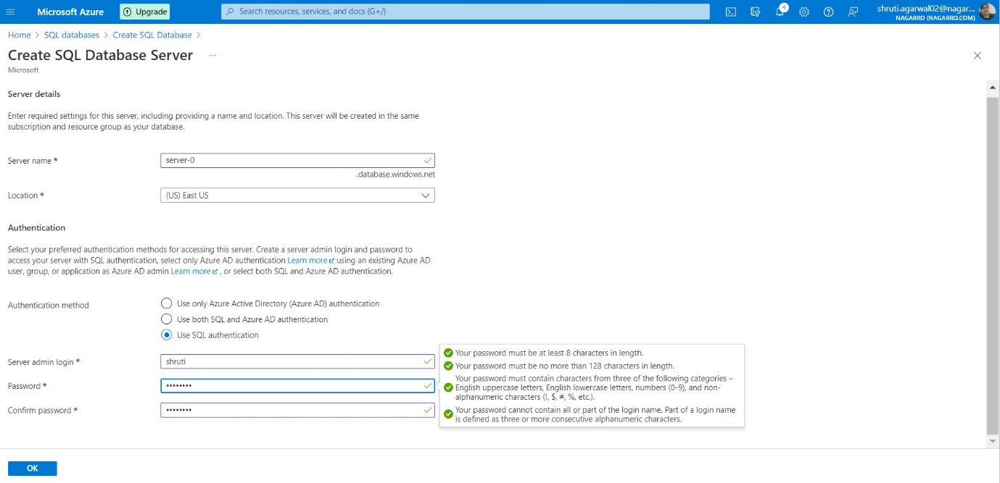 Microsoft Azure
Upgrade
Search resources, services, and docs (G+/)
4
shruti.agarwal02@nagar...
NAGARRO (NAGARRO.COM)
Home > SQL databases > Create SQL Database >
Create SQL Database Server ...
Microsoft
Server details
Enter required settings for this server, including providing a name and location. This server will be created in the same
subscription and resource group as your database.
Server name *
server-0
.database.windows.net
Location *
(US) East US
Authentication
Select your preferred authentication methods for accessing this server. Create a server admin login and password to
access your server with SQL authentication, select only Azure AD authentication Learn more using an existing Azure AD
user, group, or application as Azure AD admin Learn more , or select both SQL and Azure AD authentication.
Authentication method
Use only Azure Active Directory (Azure AD) authentication
Use both SQL and Azure AD authentication
Use SQL authentication
Server admin login *
shruti
Password *
••••••••
Confirm password *
••••••••
Your password must be at least 8 characters in length.
Your password must be no more than 128 characters in length.
Your password must contain characters from three of the following categories –
English uppercase letters, English lowercase letters, numbers (0-9), and non-
alphanumeric characters (!, $, #, %, etc.).
Your password cannot contain all or part of the login name. Part of a login name
is defined as three or more consecutive alphanumeric characters.
OK